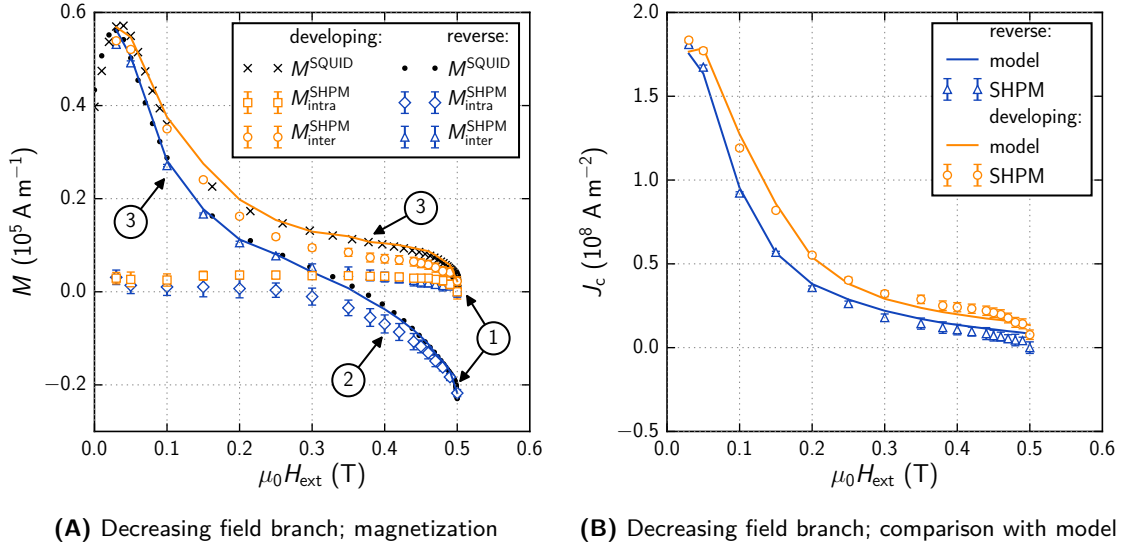 0.6
0.4
0.2
0.0
−0.2
M (10⁵ A m⁻¹)
0.0 0.1 0.2 0.3 0.4 0.5 0.6
μ₀Hext (T)
developing: reverse:
M^SQUID M^SQUID
M^SHPM_intra M^SHPM_intra
M^SHPM_inter M^SHPM_inter
3
3
1
2
(A) Decreasing field branch; magnetization
2.0
1.5
1.0
0.5
0.0
−0.5
Jc (10⁸ A m⁻²)
0.0 0.1 0.2 0.3 0.4 0.5 0.6
μ₀Hext (T)
reverse:
model
SHPM
developing:
model
SHPM
(B) Decreasing field branch; comparison with model